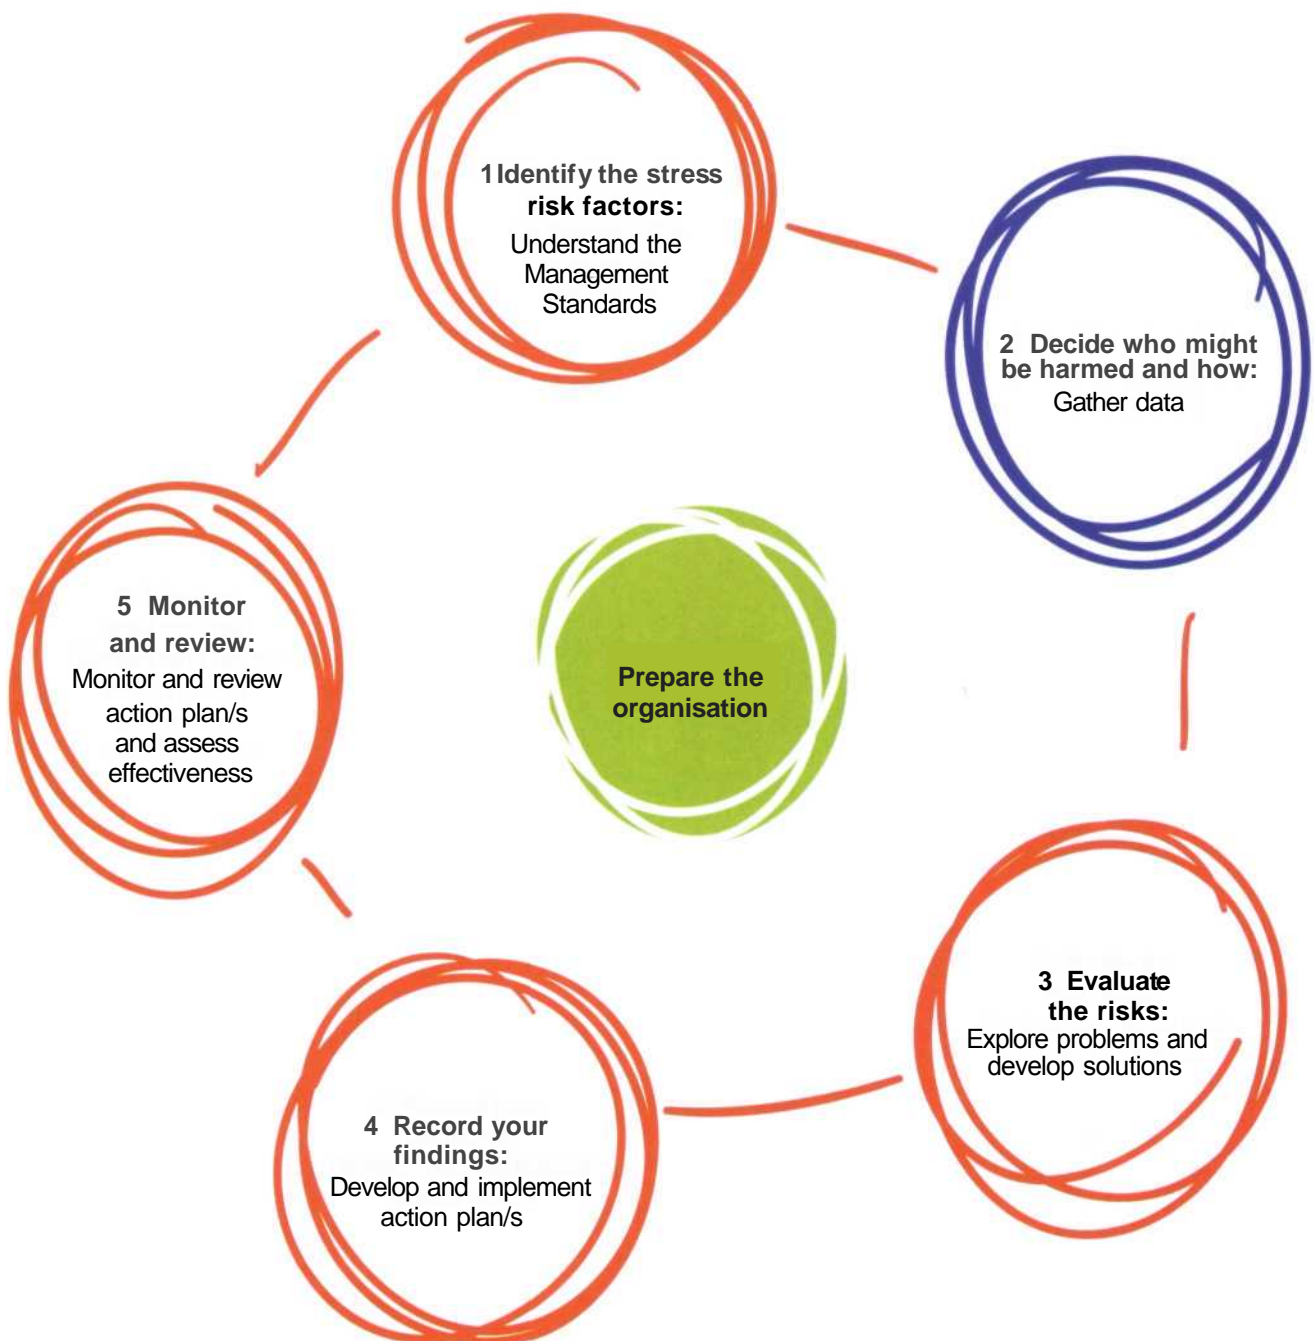 1 Identify the stress
risk factors:
Understand the
Management
Standards
2 Decide who might
be harmed and how:
Gather data
3 Evaluate
the risks:
Explore problems and
develop solutions
4 Record your
findings:
Develop and implement
action plan/s
5 Monitor
and review:
Monitor and review
action plan/s
and assess
effectiveness
Prepare the
organisation